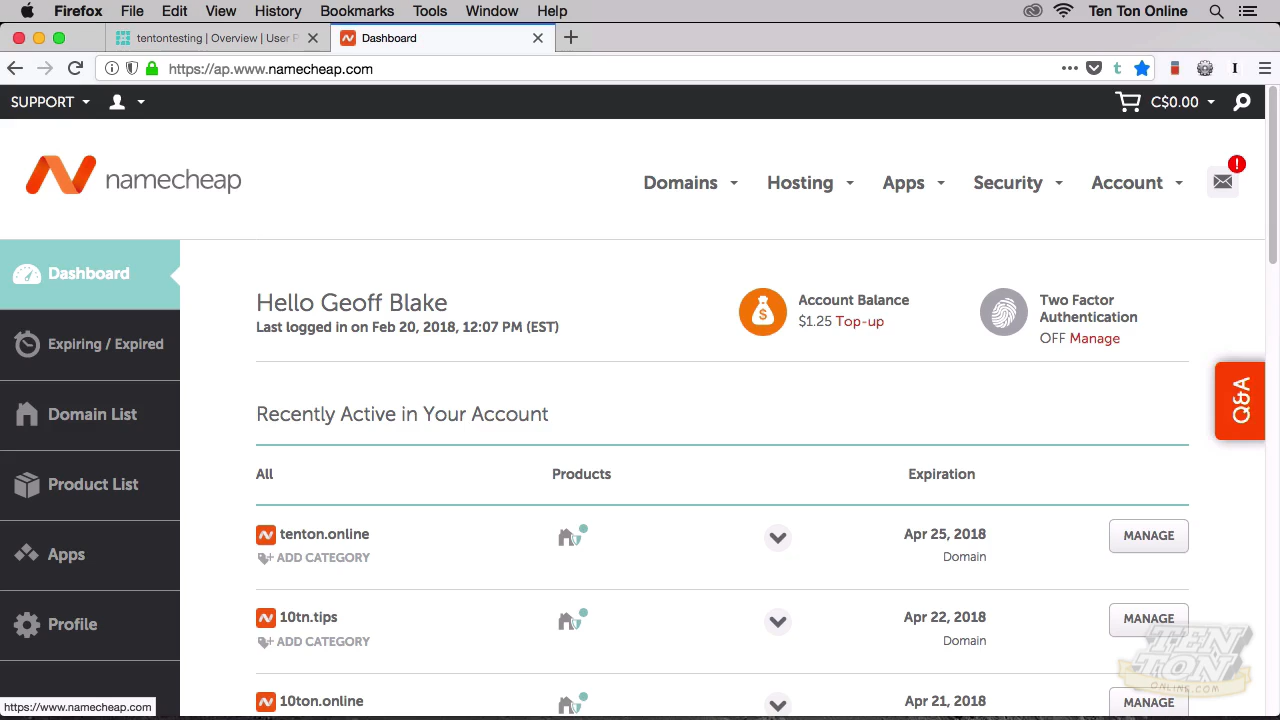 Firefox File Edit View History Bookmarks Tools Window Help Ten Ton Online
tentontesting | Overview | User P Dashboard
https://ap.www.namecheap.com
SUPPORT C$0.00
namecheap Domains Hosting Apps Security Account
Dashboard
Expiring / Expired
Domain List
Product List
Apps
Profile
Hello Geoff Blake
Last logged in on Feb 20, 2018, 12:07 PM (EST)
Account Balance
$1.25 Top-up
Two Factor
Authentication
OFF Manage
Q&A
Recently Active in Your Account
All Products Expiration
tenton.online Apr 25, 2018 MANAGE
ADD CATEGORY Domain
10tn.tips Apr 22, 2018 MANAGE
ADD CATEGORY Domain
10ton.online Apr 21, 2018 MANAGE
https://www.namecheap.com
TEN
TON
ONLINE.COM